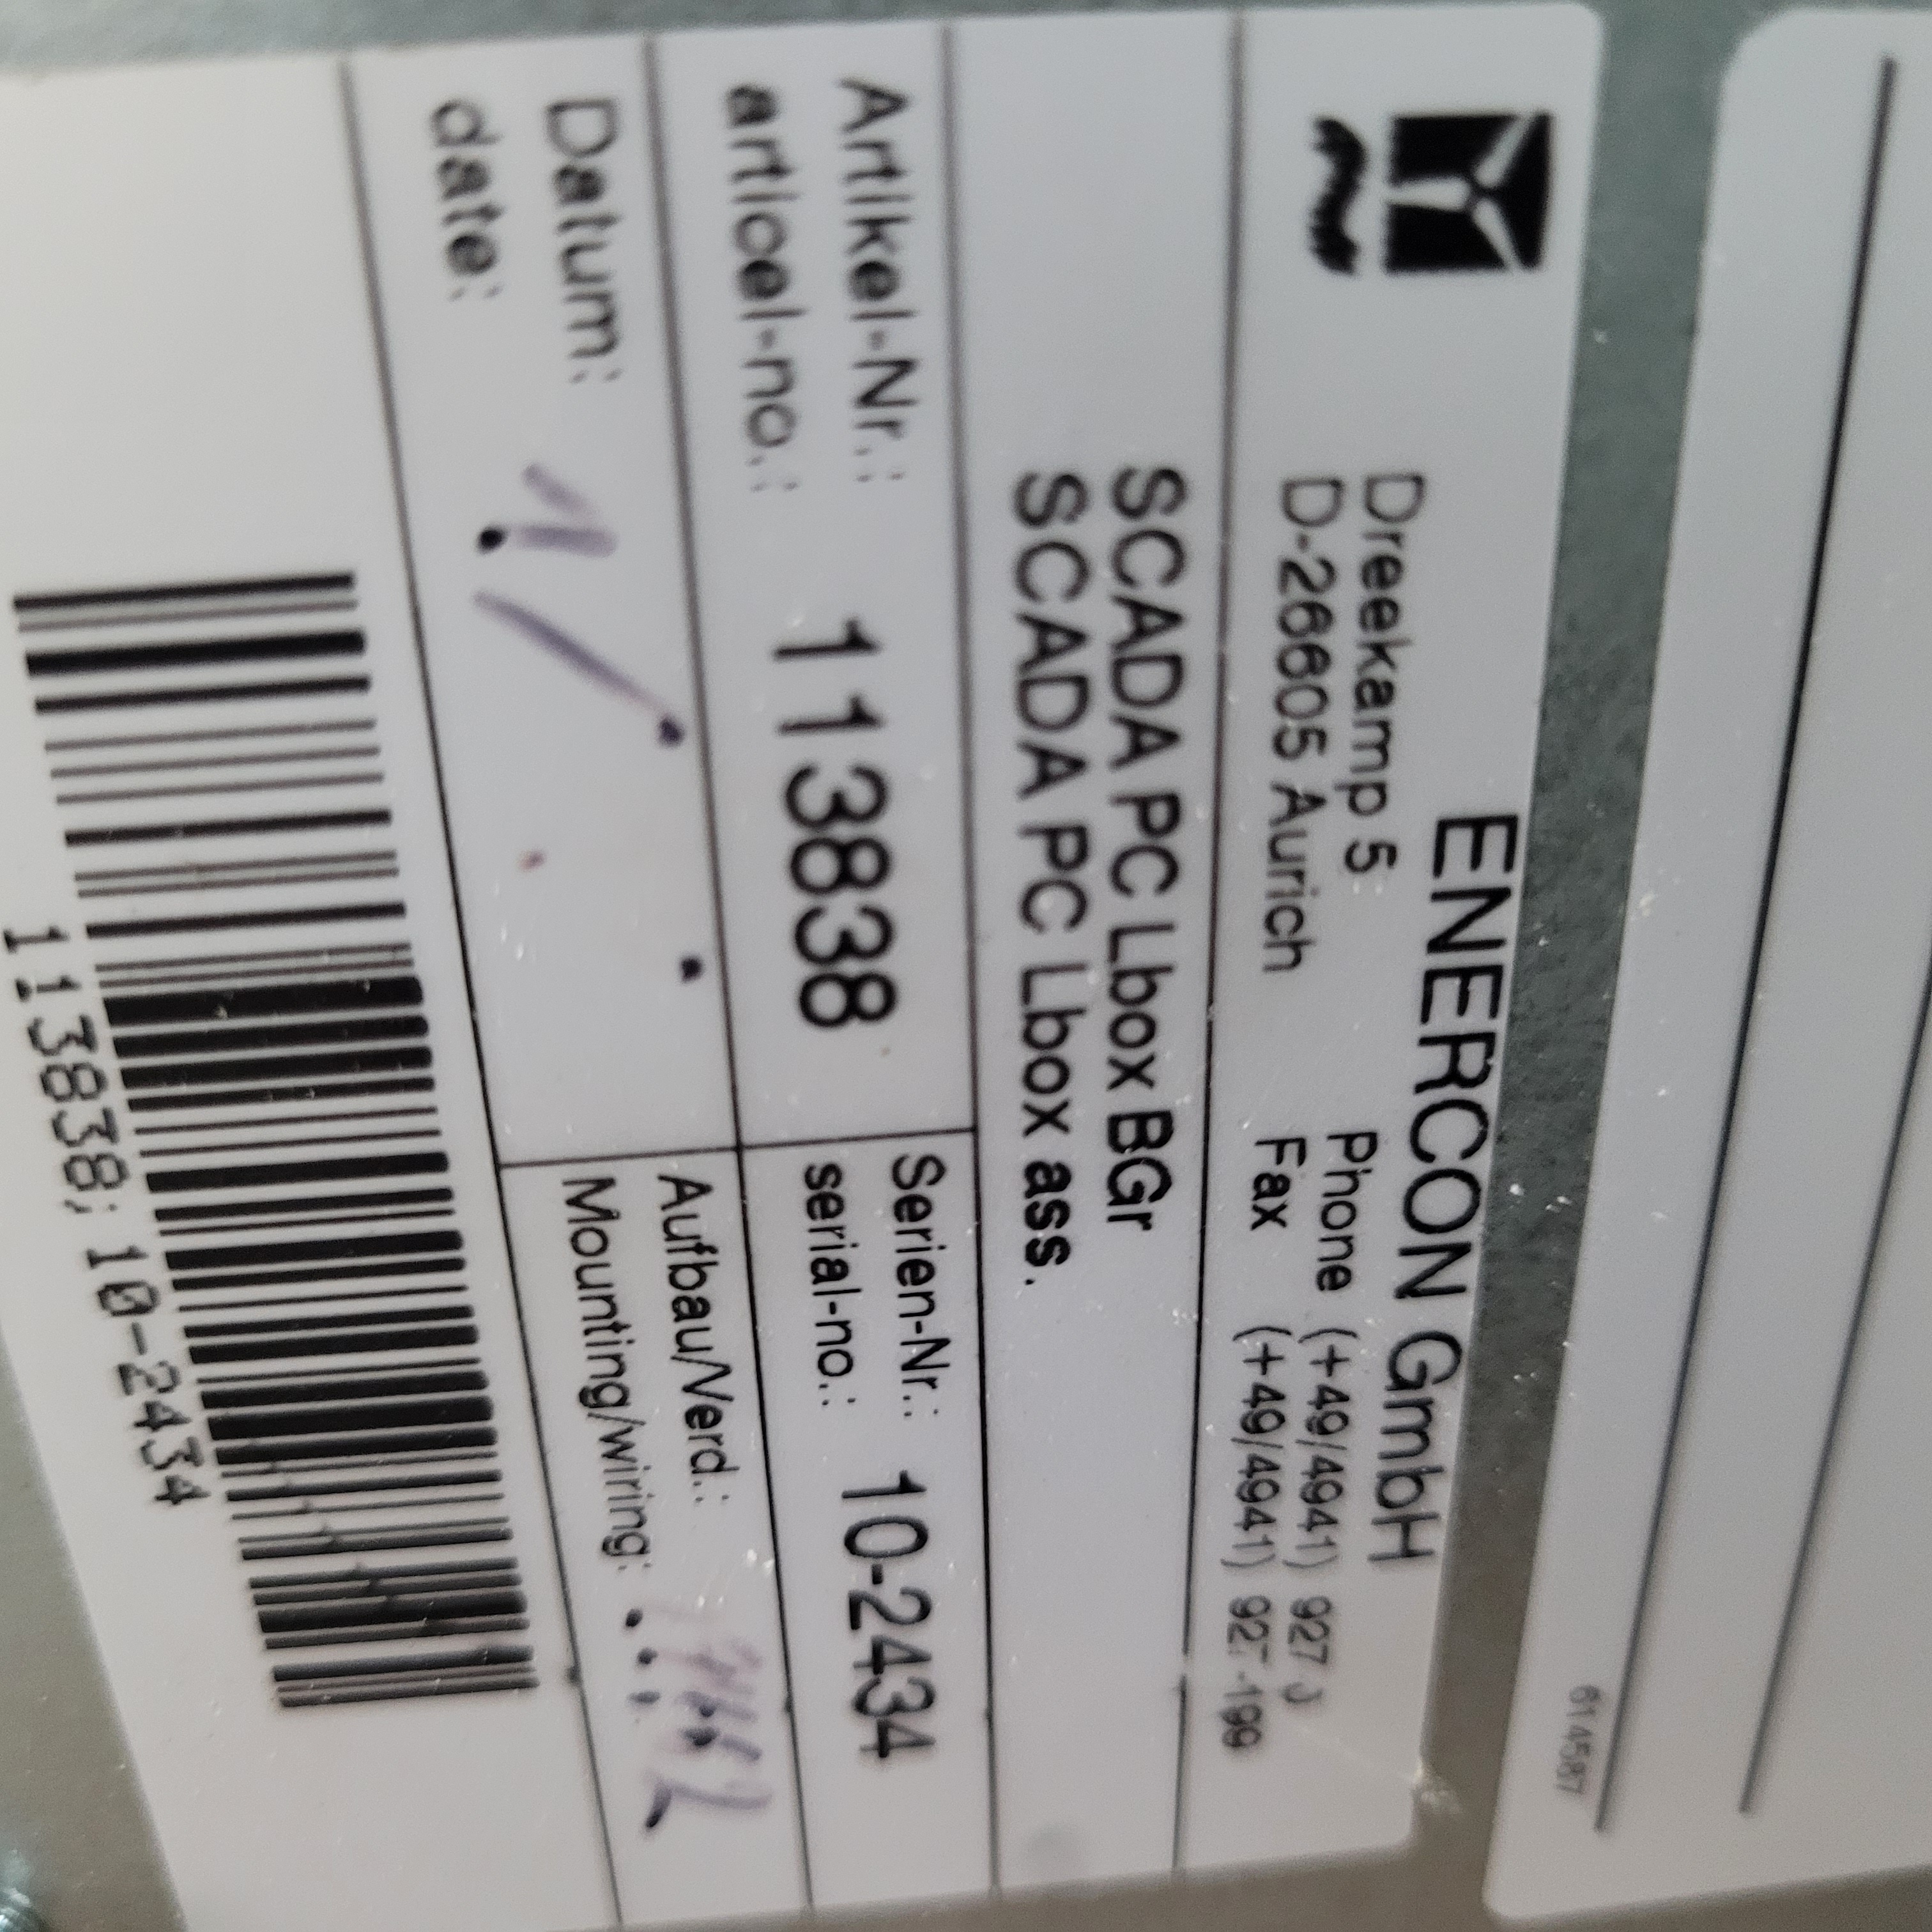 ENERCON GmbH
Dreekamp 5 Phone (+49/4941) 927 0
D-26605 Aurich Fax (+49/4941) 927-199
SCADA PC Lbox BGr
SCADA PC Lbox ass.
Artikel-Nr.: 113838 Serien-Nr.: 10-2434
articel-no.: serial-no.:
Datum: Aufbau/Verd.:
date: Mounting/wiring:
113838; 10-2434
614587